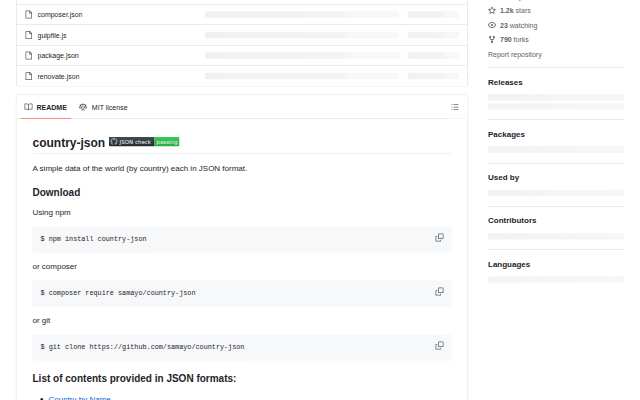 composer.json
gulpfile.js
package.json
renovate.json
1.2k stars
23 watching
790 forks
Report repository
Releases
Packages
Used by
Contributors
Languages
README
MIT license
country-json
JSON check passing
A simple data of the world (by country) each in JSON format.
Download
Using npm
$ npm install country-json
or composer
$ composer require samayo/country-json
or git
$ git clone https://github.com/samayo/country-json
List of contents provided in JSON formats:
Country by Name